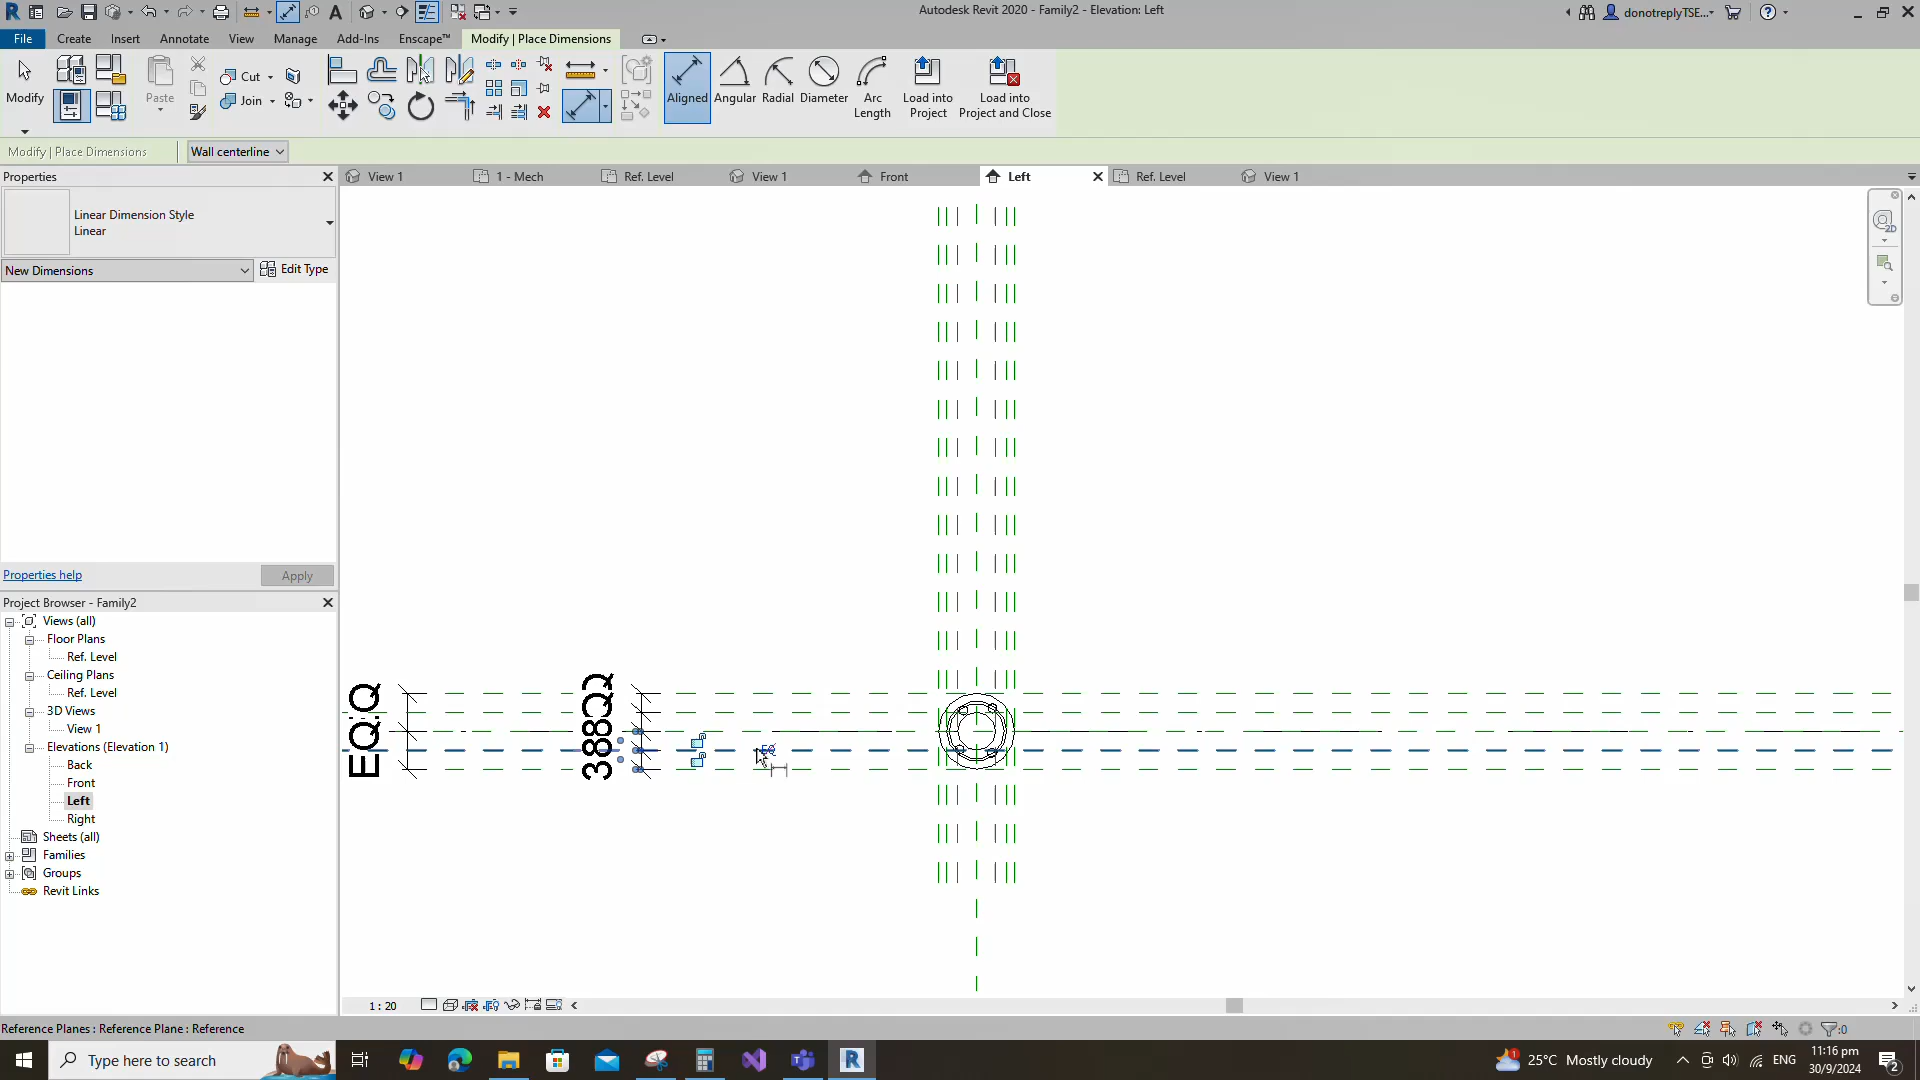 Autodesk Revit 2020 - Family2 - Elevation: Left
donotreplyTSE...
File
Create
Insert
Annotate
View
Manage
Add-Ins
Enscape™
Modify | Place Dimensions
Modify
Paste
Cut
Join
Aligned
Angular
Radial
Diameter
Arc
Length
Load into
Project
Load into
Project and Close
Modify | Place Dimensions
Wall centerline
Properties
View 1
1 - Mech
Ref. Level
View 1
Front
Left
Ref. Level
View 1
Linear Dimension Style
Linear
New Dimensions
Edit Type
2D
Properties help
Apply
Project Browser - Family2
Views (all)
Floor Plans
Ref. Level
Ceiling Plans
Ref. Level
3D Views
View 1
Elevations (Elevation 1)
Back
Front
Left
Right
Sheets (all)
Families
Groups
Revit Links
EQ
1 : 20
Reference Planes : Reference Plane : Reference
:0
Type here to search
1
25°C Mostly cloudy
ENG
11:16 pm
30/9/2024
2